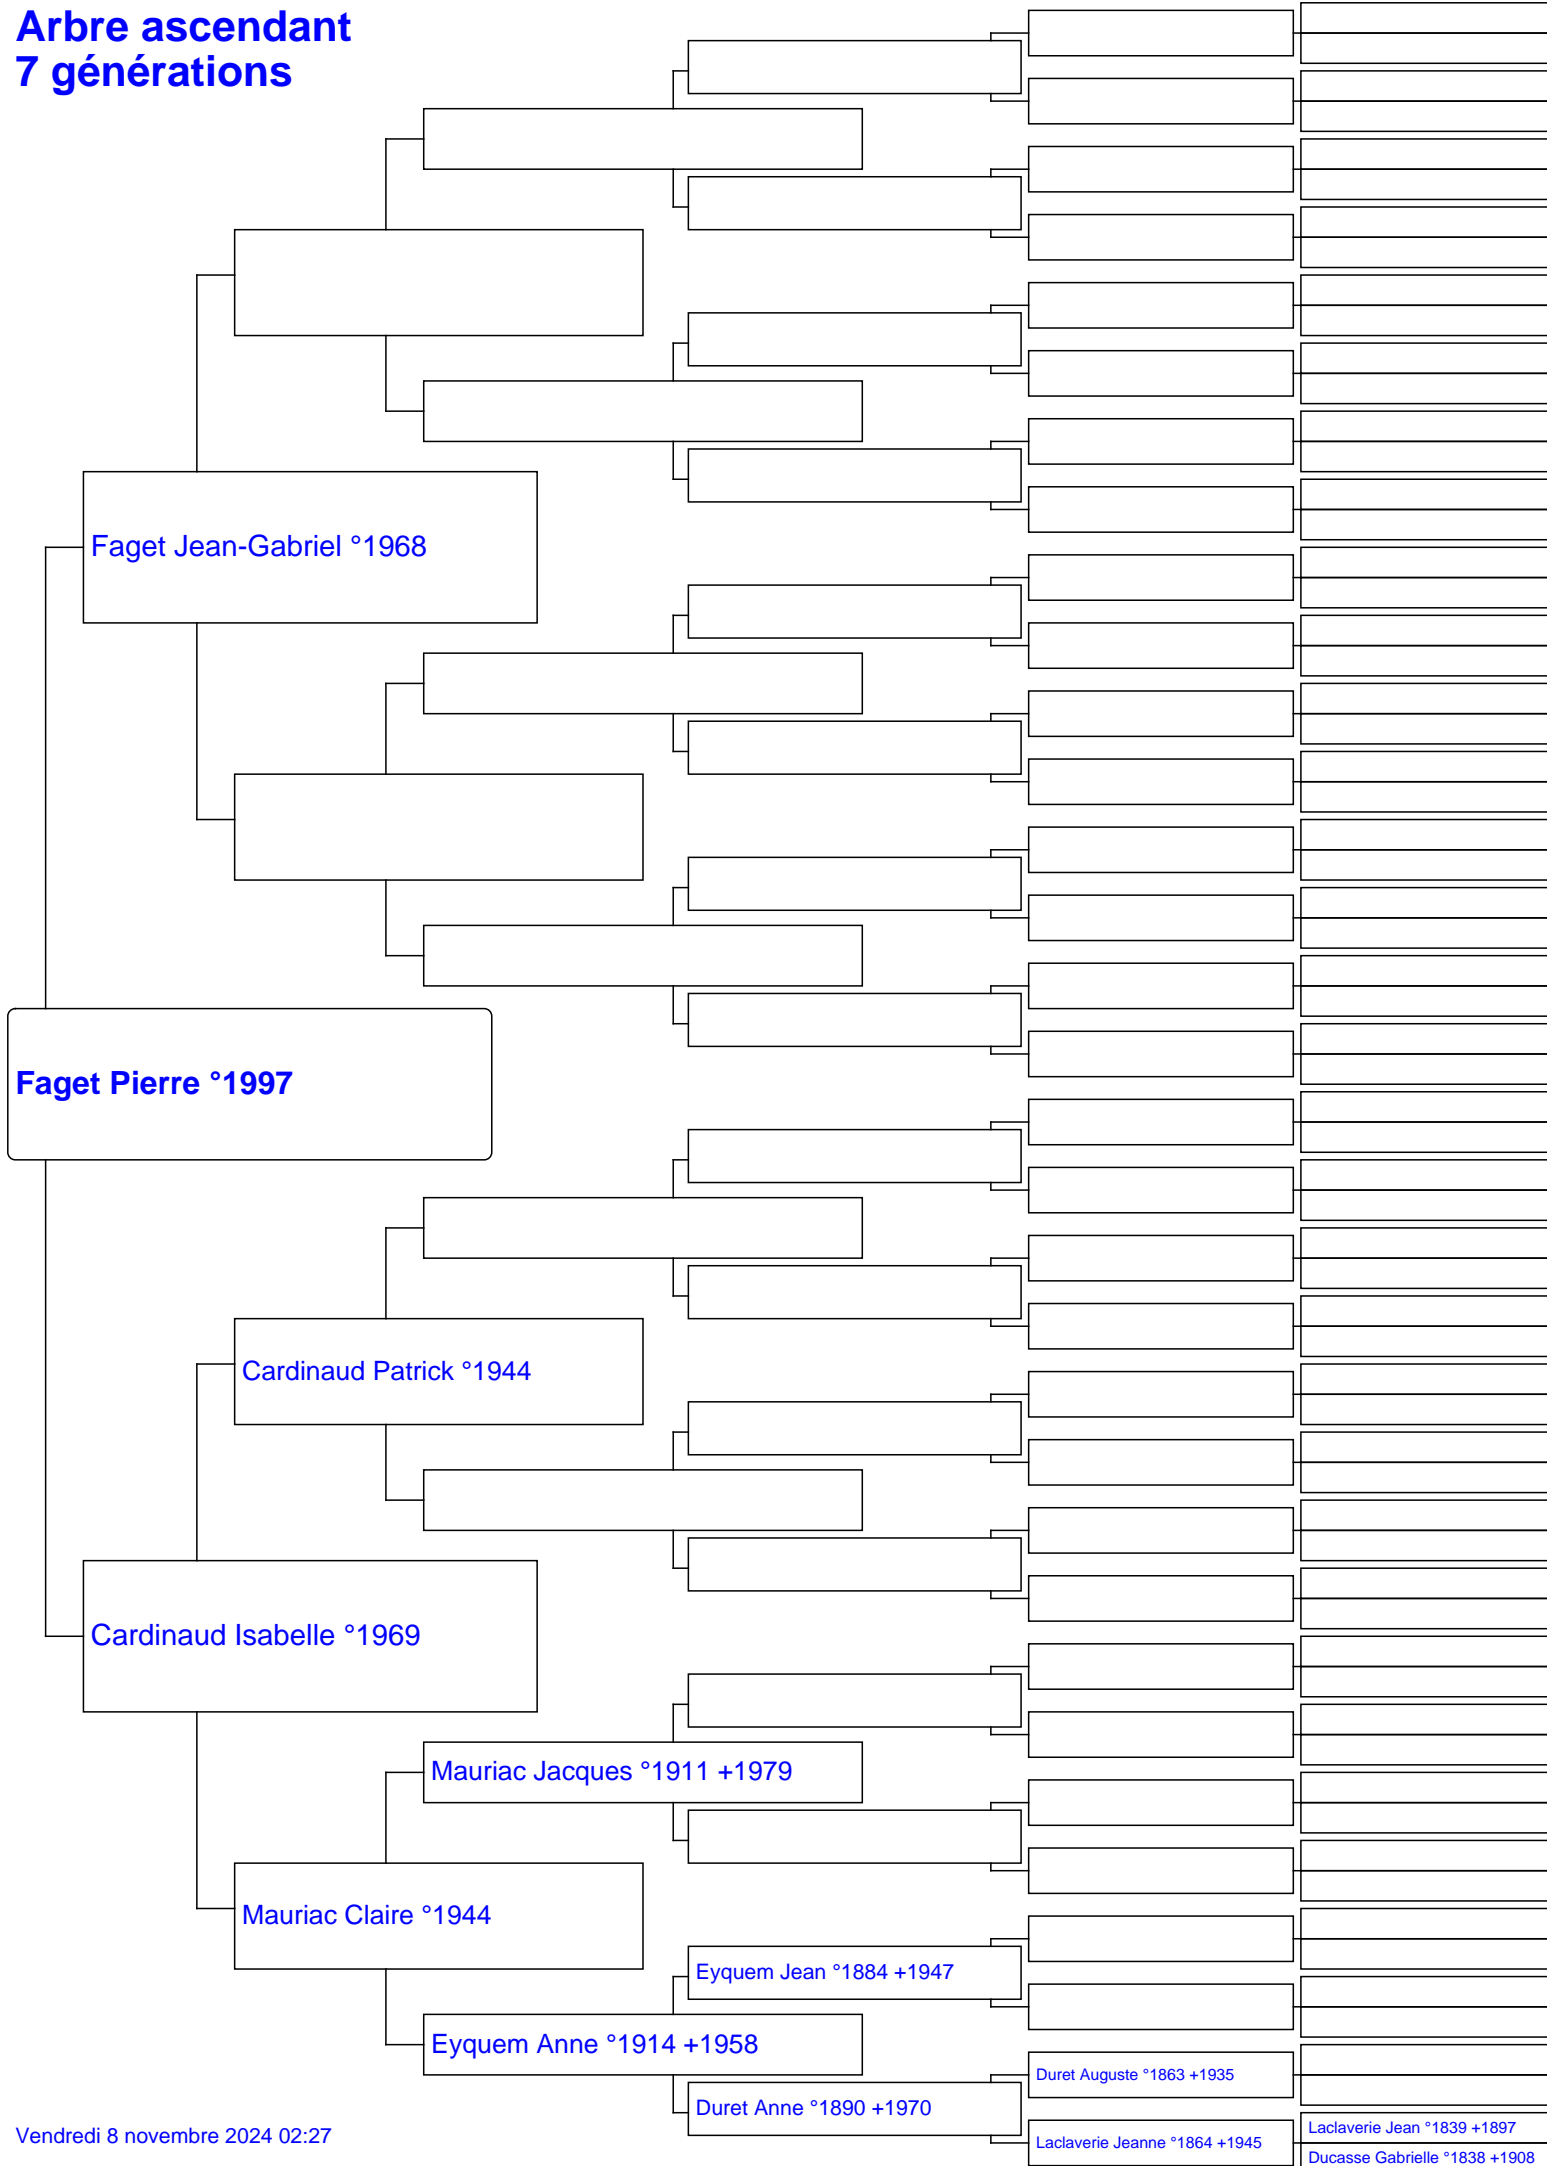 Arbre ascendant
7 générations
Faget Jean-Gabriel °1968
Faget Pierre °1997
Cardinaud Patrick °1944
Cardinaud Isabelle °1969
Mauriac Jacques °1911 +1979
Mauriac Claire °1944
Eyquem Jean °1884 +1947
Eyquem Anne °1914 +1958
Duret Auguste °1863 +1935
Duret Anne °1890 +1970
Laclaverie Jean °1839 +1897
Laclaverie Jeanne °1864 +1945
Ducasse Gabrielle °1838 +1908
Vendredi 8 novembre 2024 02:27